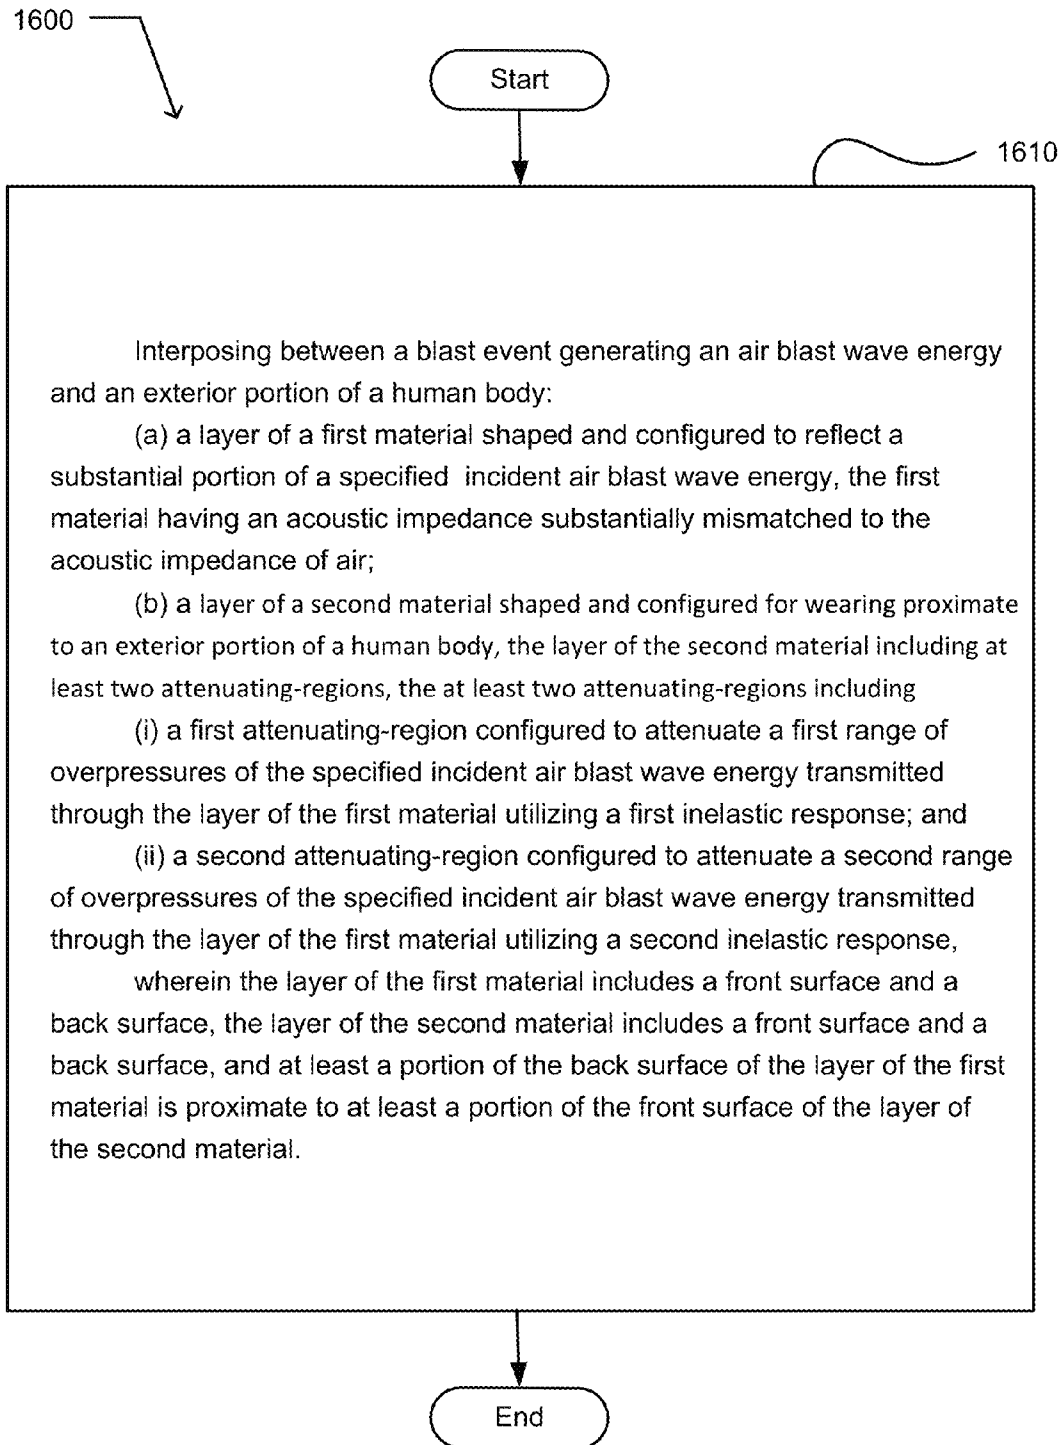 1600
Start
1610
Interposing between a blast event generating an air blast wave energy
and an exterior portion of a human body:
(a) a layer of a first material shaped and configured to reflect a
substantial portion of a specified incident air blast wave energy, the first
material having an acoustic impedance substantially mismatched to the
acoustic impedance of air;
(b) a layer of a second material shaped and configured for wearing proximate
to an exterior portion of a human body, the layer of the second material including at
least two attenuating-regions, the at least two attenuating-regions including
(i) a first attenuating-region configured to attenuate a first range of
overpressures of the specified incident air blast wave energy transmitted
through the layer of the first material utilizing a first inelastic response; and
(ii) a second attenuating-region configured to attenuate a second range
of overpressures of the specified incident air blast wave energy transmitted
through the layer of the first material utilizing a second inelastic response,
wherein the layer of the first material includes a front surface and a
back surface, the layer of the second material includes a front surface and a
back surface, and at least a portion of the back surface of the layer of the first
material is proximate to at least a portion of the front surface of the layer of
the second material.
End